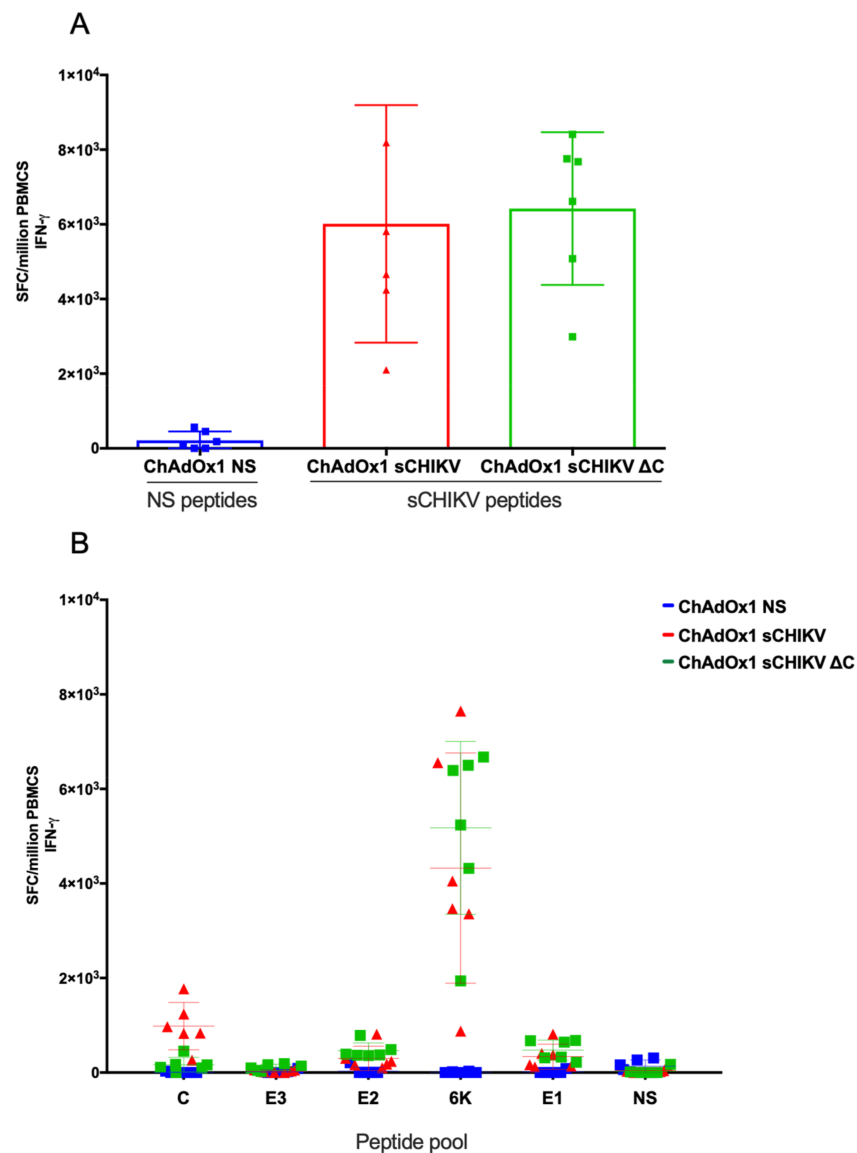 A
1×10⁴
8×10³
6×10³
4×10³
2×10³
0
SFC/million PBMCS
IFN-γ
ChAdOx1 NS
ChAdOx1 sCHIKV
ChAdOx1 sCHIKV ΔC
NS peptides
sCHIKV peptides
B
1×10⁴
8×10³
6×10³
4×10³
2×10³
0
SFC/million PBMCS
IFN-γ
ChAdOx1 NS
ChAdOx1 sCHIKV
ChAdOx1 sCHIKV ΔC
C E3 E2 6K E1 NS
Peptide pool